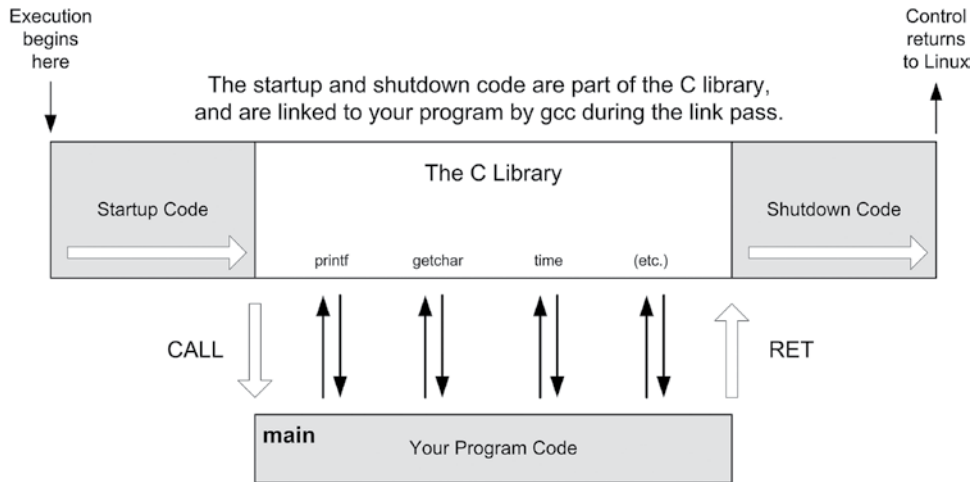 Execution
begins
here
Control
returns
to Linux
The startup and shutdown code are part of the C library,
and are linked to your program by gcc during the link pass.
The C Library
Startup Code
Shutdown Code
printf
getchar
time
(etc.)
CALL
RET
main
Your Program Code